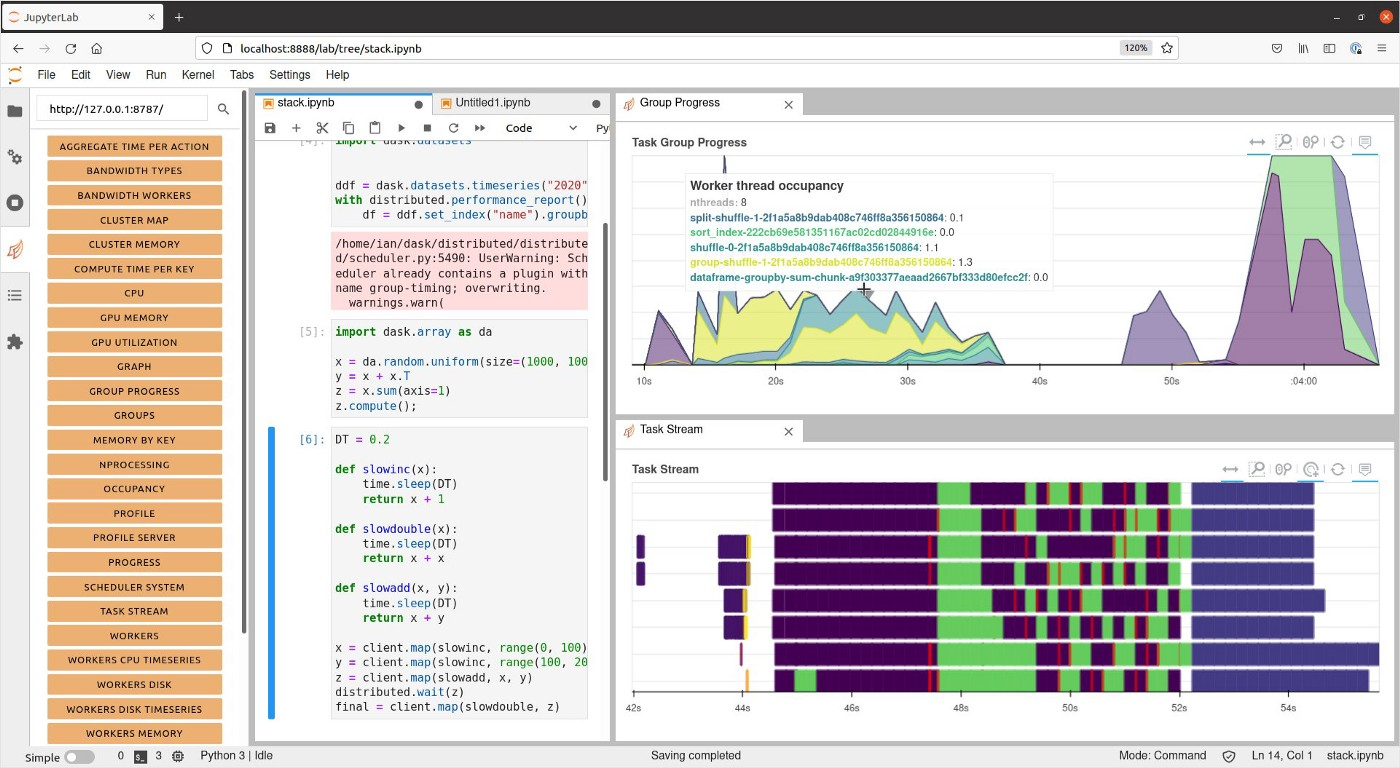 JupyterLab
localhost:8888/lab/tree/stack.ipynb
120%
File Edit View Run Kernel Tabs Settings Help
http://127.0.0.1:8787/
AGGREGATE TIME PER ACTION
BANDWIDTH TYPES
BANDWIDTH WORKERS
CLUSTER MAP
CLUSTER MEMORY
COMPUTE TIME PER KEY
CPU
GPU MEMORY
GPU UTILIZATION
GRAPH
GROUP PROGRESS
GROUPS
MEMORY BY KEY
NPROCESSING
OCCUPANCY
PROFILE
PROFILE SERVER
PROGRESS
SCHEDULER SYSTEM
TASK STREAM
WORKERS
WORKERS CPU TIMESERIES
WORKERS DISK
WORKERS DISK TIMESERIES
WORKERS MEMORY
stack.ipynb
Untitled1.ipynb
Code
Py
[4]:
import dask.datasets
ddf = dask.datasets.timeseries("2020"
with distributed.performance_report()
    df = ddf.set_index("name").groupb
/home/ian/dask/distributed/distribute
d/scheduler.py:5490: UserWarning: Sch
eduler already contains a plugin with
name group-timing; overwriting.
  warnings.warn(
[5]:
import dask.array as da
x = da.random.uniform(size=(1000, 100
y = x + x.T
z = x.sum(axis=1)
z.compute();
[6]:
DT = 0.2
def slowinc(x):
    time.sleep(DT)
    return x + 1
def slowdouble(x):
    time.sleep(DT)
    return x + x
def slowadd(x, y):
    time.sleep(DT)
    return x + y
x = client.map(slowinc, range(0, 100)
y = client.map(slowinc, range(100, 20
z = client.map(slowadd, x, y)
distributed.wait(z)
final = client.map(slowdouble, z)
Group Progress
Task Group Progress
Worker thread occupancy
nthreads: 8
split-shuffle-1-2f1a5a8b9dab408c746ff8a356150864: 0.1
sort_index-222cb69e581351167ac02cd02844916e: 0.0
shuffle-0-2f1a5a8b9dab408c746ff8a356150864: 1.1
group-shuffle-1-2f1a5a8b9dab408c746ff8a356150864: 1.3
dataframe-groupby-sum-chunk-a9f303377aeaad2667bf333d80efcc2f: 0.0
10s 20s 30s 40s 50s :04:00
Task Stream
Task Stream
42s 44s 46s 48s 50s 52s 54s
Simple
0
3
Python 3 | Idle
Saving completed
Mode: Command
Ln 14, Col 1
stack.ipynb